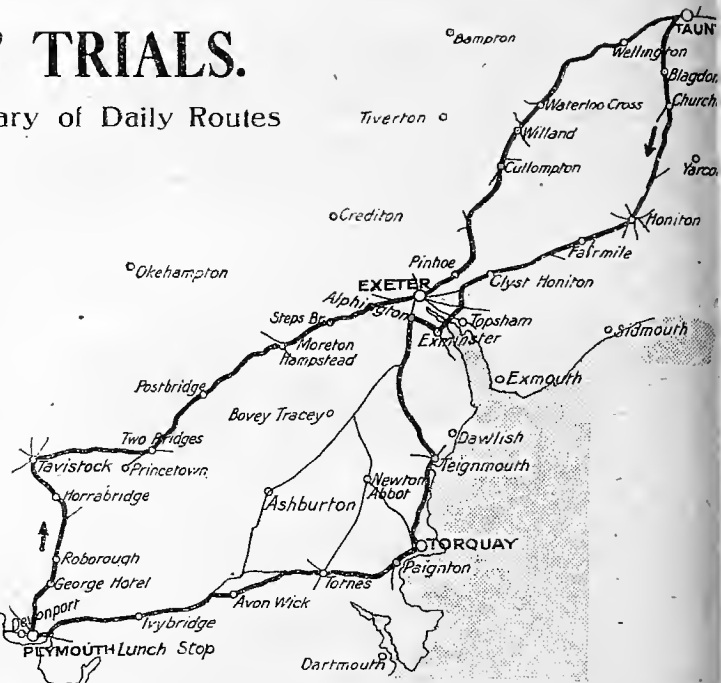 ' TRIALS.
ary of Daily Routes
TAUN
Bampton
Wellington
Blagdon
Waterloo Cross
Church
Tiverton
Willand
Cullompton
Yarco
Crediton
Honiton
Fairmile
Pinhoe
Okehampton
Clyst Honiton
EXETER
Alphington
Steps Br.
Topsham
Sidmouth
Exminster
Moreton
Hampstead
Exmouth
Postbridge
Bovey Tracey
Dawlish
Two Bridges
Tavistock
Princetown
Teignmouth
Newton
Abbot
Horrabridge
Ashburton
TORQUAY
Roborough
Paignton
George Hotel
Totnes
Avon Wick
Devonport
Ivybridge
PLYMOUTH Lunch Stop
Dartmouth